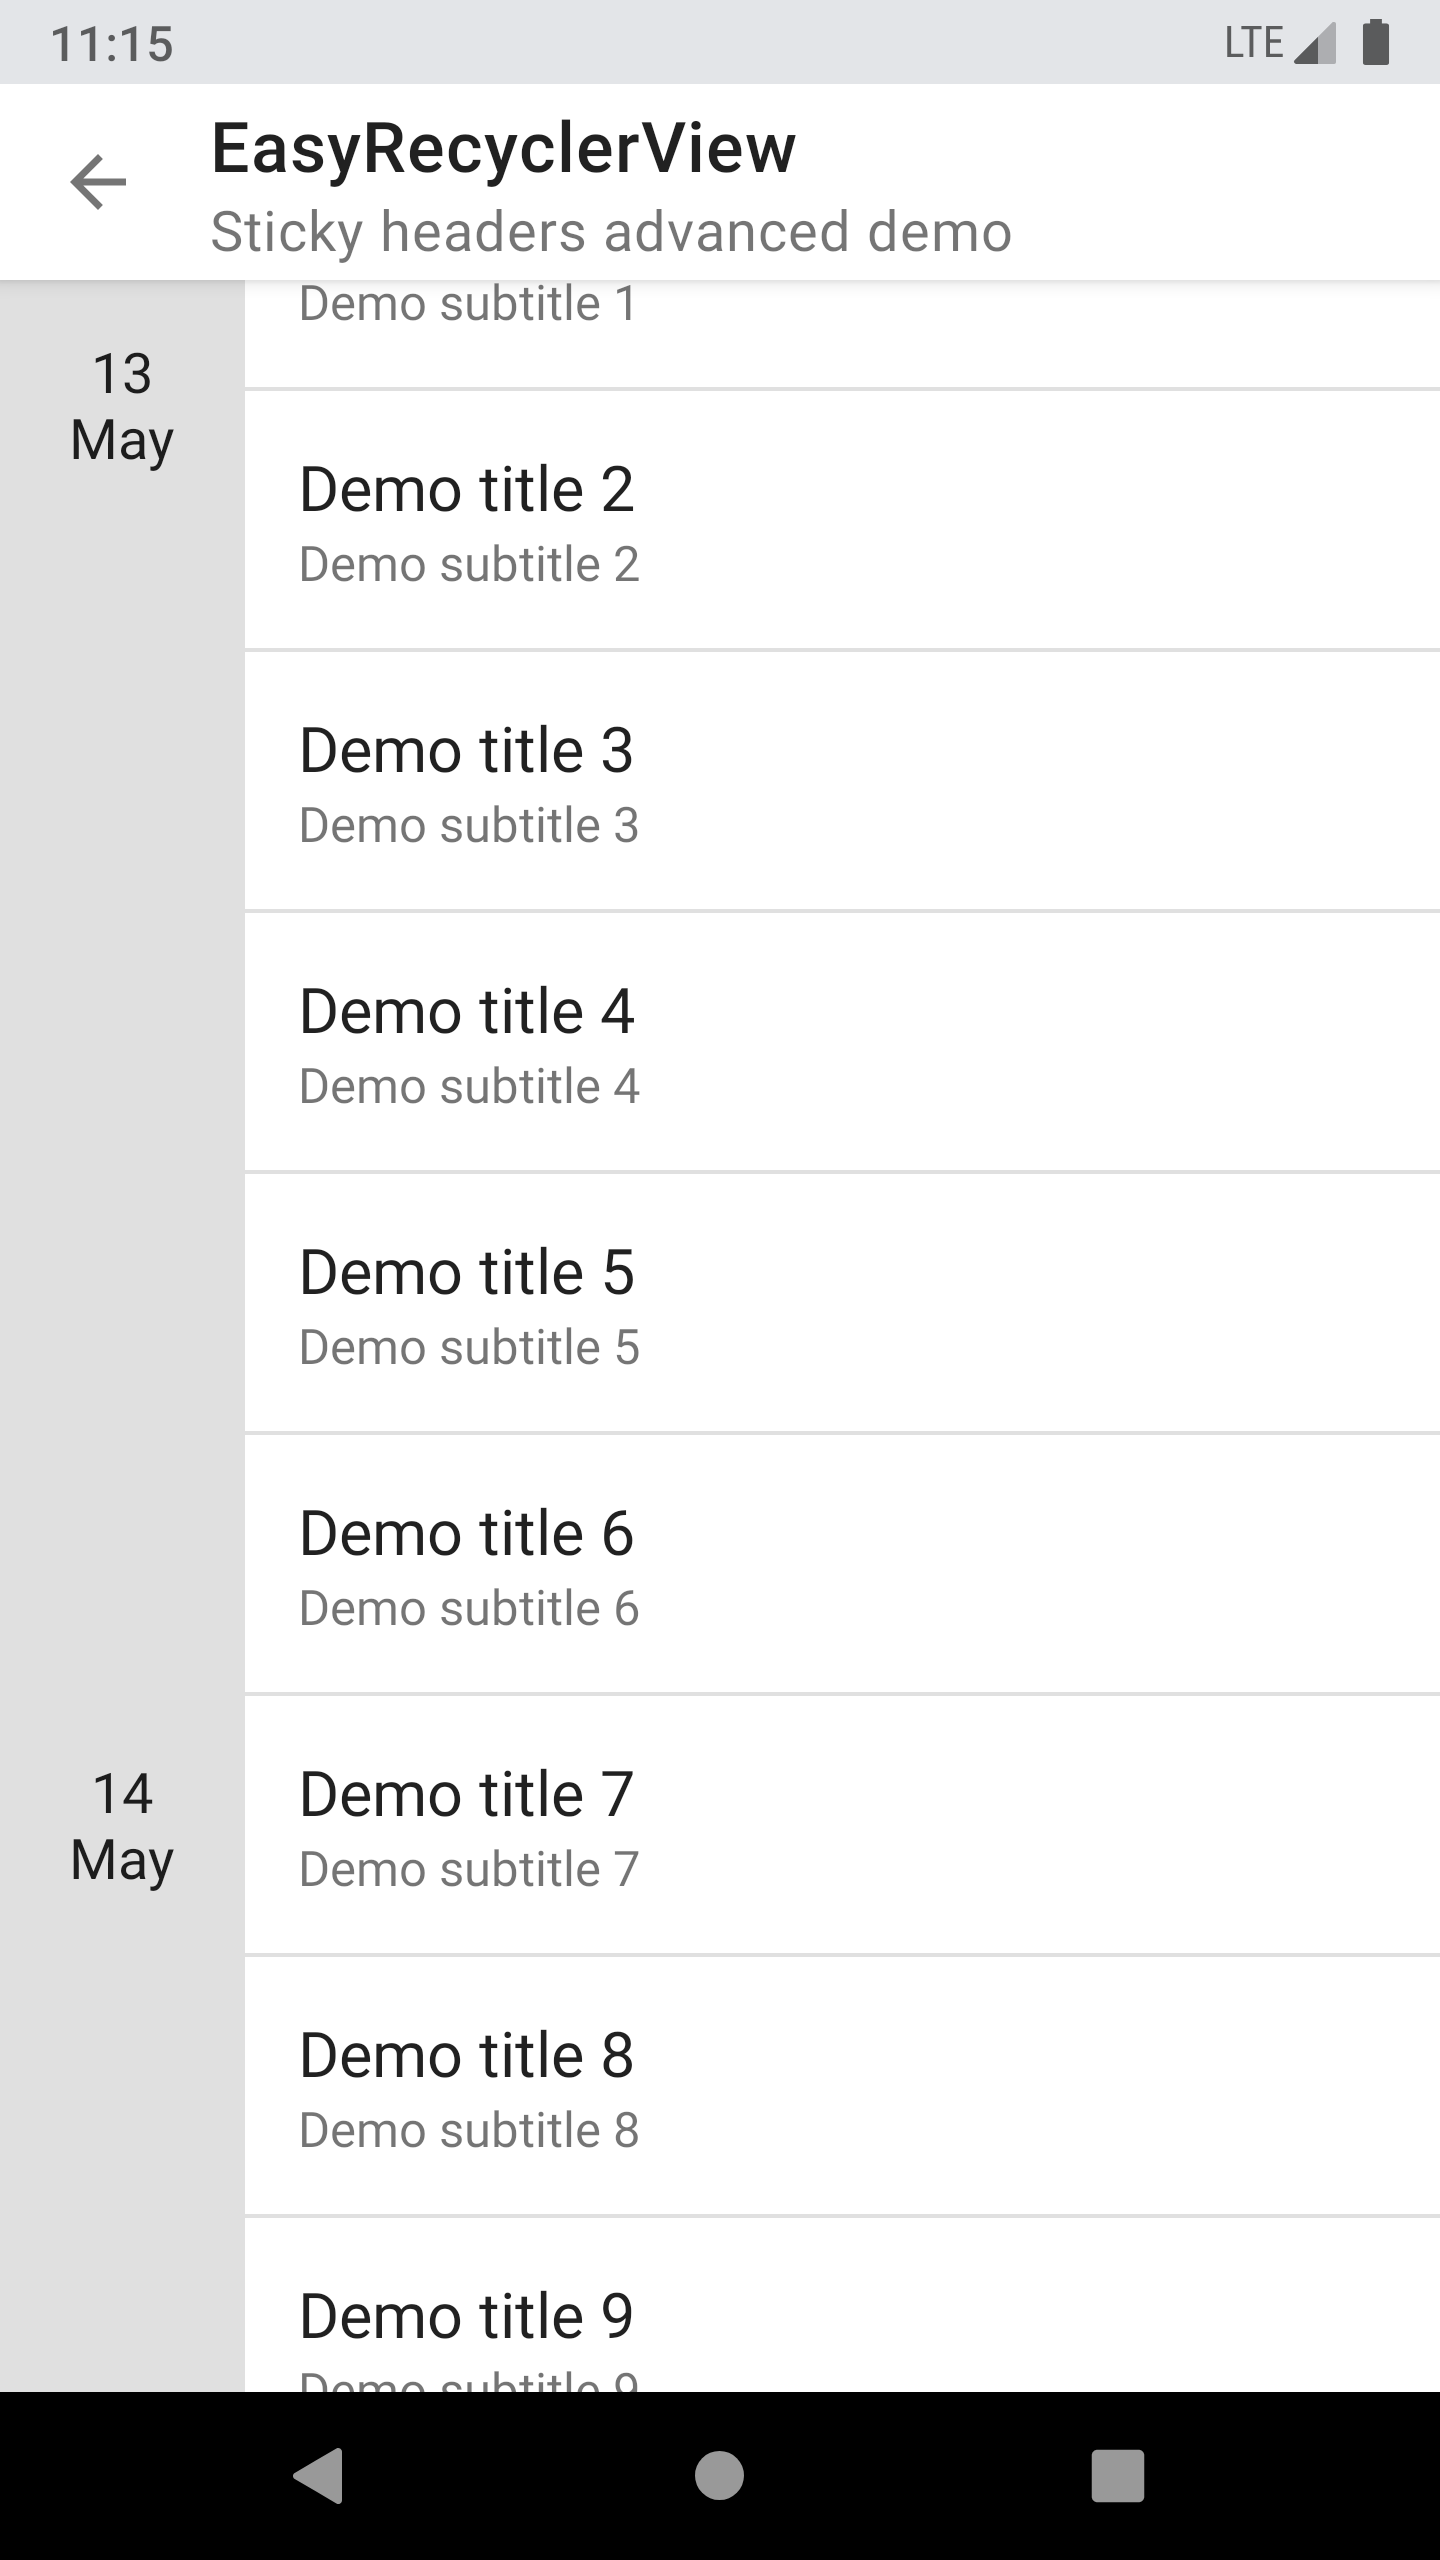 11:15
LTE
EasyRecyclerView
Sticky headers advanced demo
Demo subtitle 1
13
May
Demo title 2
Demo subtitle 2
Demo title 3
Demo subtitle 3
Demo title 4
Demo subtitle 4
Demo title 5
Demo subtitle 5
Demo title 6
Demo subtitle 6
14
May
Demo title 7
Demo subtitle 7
Demo title 8
Demo subtitle 8
Demo title 9
Demo subtitle 9